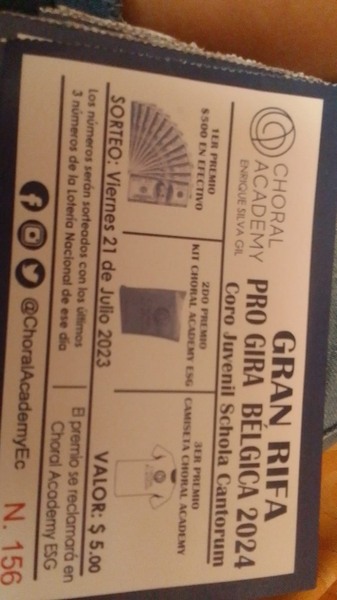 CHORAL
ACADEMY
ENRIQUE SILVA GIL
GRAN RIFA
PRO GIRA BÉLGICA 2024
Coro Juvenil Schola Cantorum
1ER PREMIO
$500 EN EFECTIVO
2DO PREMIO
KIT CHORAL ACADEMY ESG
3ER PREMIO
CAMISETA CHORAL ACADEMY
SORTEO: Viernes 21 de Julio 2023
VALOR: $ 5.00
Los números serán sorteados con los últimos
3 números de la Lotería Nacional de ese día
El premio se reclamará en
Choral Academy ESG
@ChoralAcademyEc
N. 156